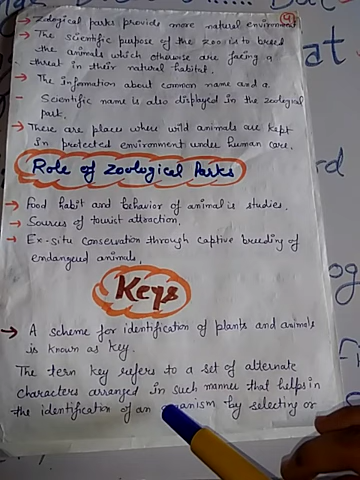 (4)
→ Zoological parks provide more natural environment
→ The scientific purpose of the zoo is to breed
the animals which otherwise are facing a
threat in their natural habitat.
→ The information about common name and a
Scientific name is also displayed in the zoological
park.
→ These are places where wild animals are kept
in protected environment under human care.
Role of Zoological Parks
→ Food habit and behavior of animal is studies.
→ Sources of tourist attraction.
→ Ex-situ Conservation through captive breeding of
endangeued animals.
Keys
→ A scheme for identification of plants and animals
is known as key.
The term key refers to a set of alternate
characters arranged in such manner that helps in
the identification of an organism by selecting or